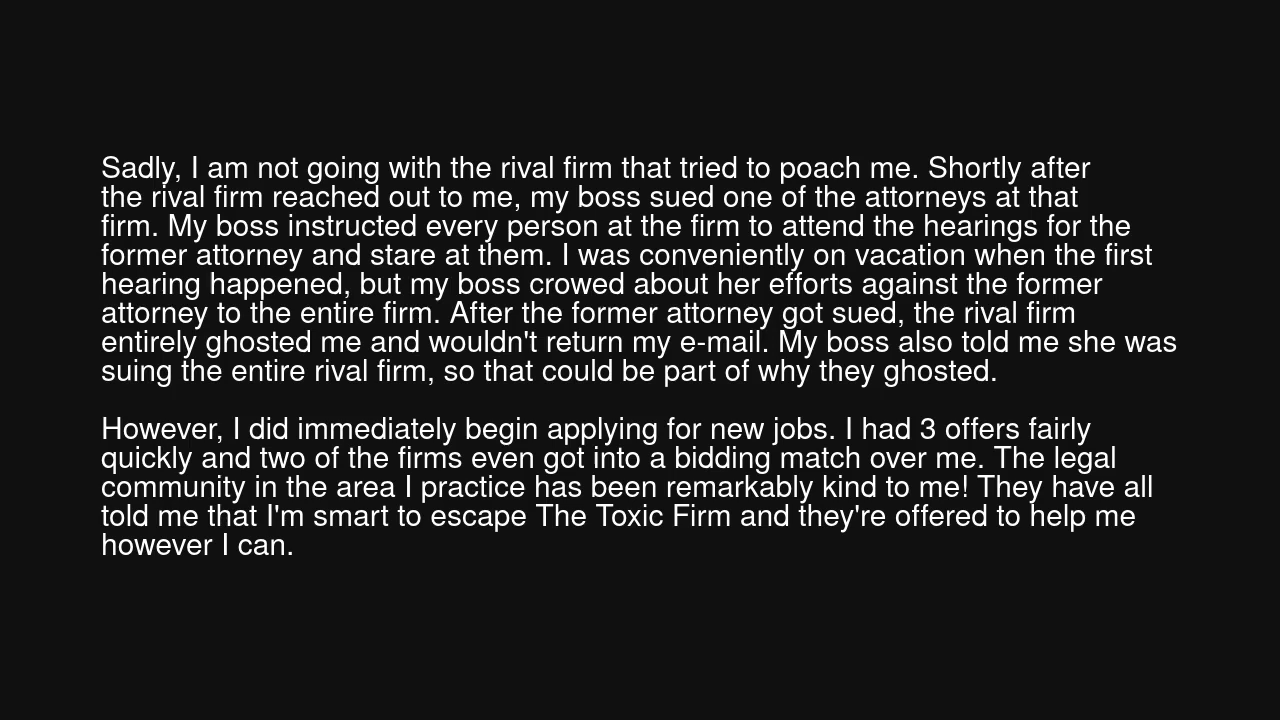 Sadly, I am not going with the rival firm that tried to poach me. Shortly after
the rival firm reached out to me, my boss sued one of the attorneys at that
firm. My boss instructed every person at the firm to attend the hearings for the
former attorney and stare at them. I was conveniently on vacation when the first
hearing happened, but my boss crowed about her efforts against the former
attorney to the entire firm. After the former attorney got sued, the rival firm
entirely ghosted me and wouldn't return my e-mail. My boss also told me she was
suing the entire rival firm, so that could be part of why they ghosted.
However, I did immediately begin applying for new jobs. I had 3 offers fairly
quickly and two of the firms even got into a bidding match over me. The legal
community in the area I practice has been remarkably kind to me! They have all
told me that I'm smart to escape The Toxic Firm and they're offered to help me
however I can.